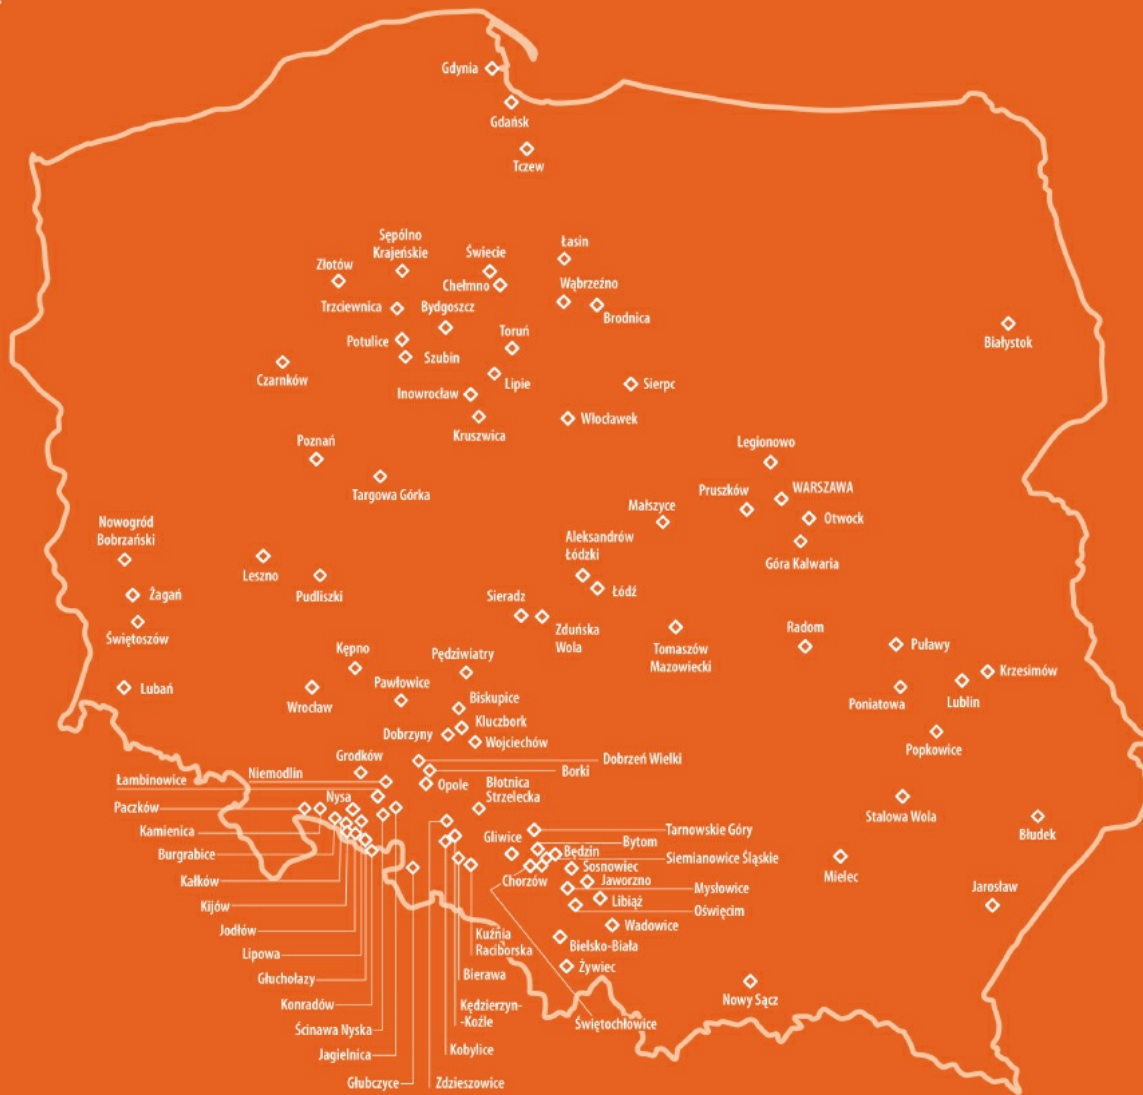 Gdynia
Gdańsk
Tczew
Sępólno
Krajeńskie
Świecie
Łasin
Złotów
Chełmno
Wąbrzeźno
Trzciewnica
Bydgoszcz
Brodnica
Toruń
Potulice
Szubin
Białystok
Czarnków
Lipie
Sierpc
Inowrocław
Włocławek
Kruszwica
Poznań
Legionowo
Targowa Górka
Pruszków
WARSZAWA
Małszyce
Otwock
Nowogród
Bobrzański
Aleksandrów
Łódzki
Góra Kalwaria
Leszno
Łódź
Żagań
Pudliszki
Sieradz
Świętoszów
Zduńska
Wola
Radom
Tomaszów
Mazowiecki
Puławy
Kępno
Pędziwiatry
Krzesimów
Lubań
Pawłowice
Wrocław
Biskupice
Poniatowa
Lublin
Kluczbork
Dobrzyny
Wojciechów
Popkowice
Grodków
Dobrzeń Wielki
Niemodlin
Borki
Łambinowice
Opole
Błotnica
Strzelecka
Nysa
Paczków
Stalowa Wola
Kamienica
Tarnowskie Góry
Błudek
Gliwice
Bytom
Burgrabice
Będzin
Siemianowice Śląskie
Sosnowiec
Mielec
Kałków
Chorzów
Jaworzno
Mysłowice
Jarosław
Kijów
Libiąż
Oświęcim
Jodłów
Wadowice
Kuźnia
Raciborska
Bielsko-Biała
Lipowa
Żywiec
Głuchołazy
Bierawa
Nowy Sącz
Konradów
Kędzierzyn-
-Koźle
Ścinawa Nyska
Świętochłowice
Jagielnica
Kobylice
Głubczyce
Zdzieszowice